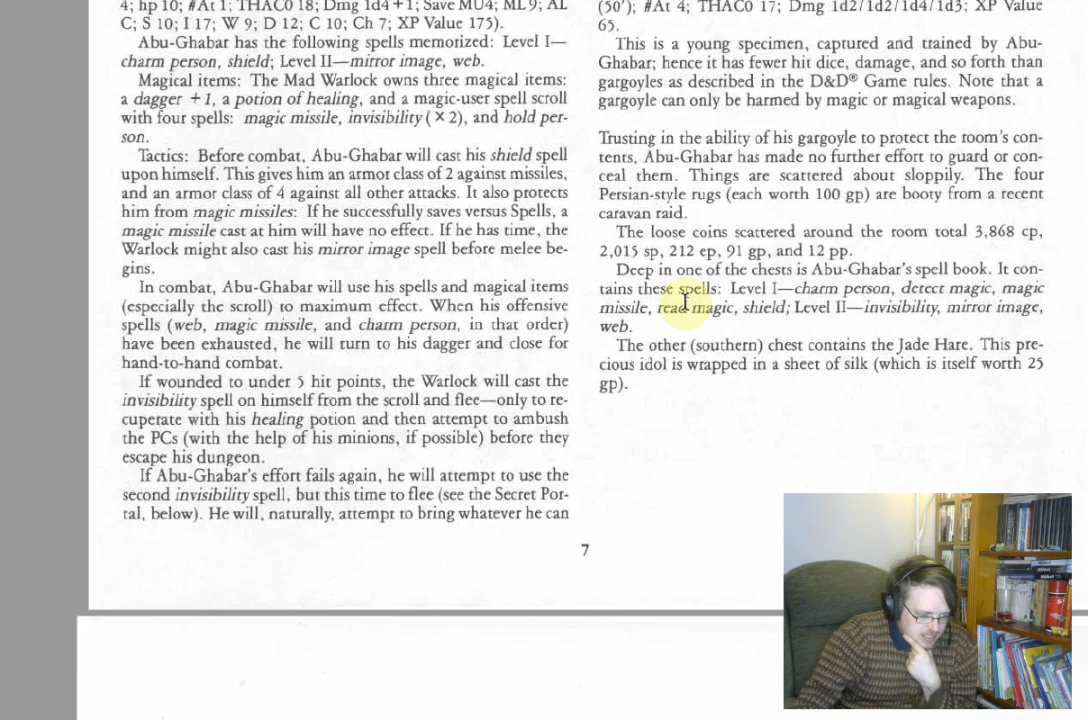 4; hp 10; #At 1; THAC0 18; Dmg 1d4+1; Save MU4; ML 9; AL
C; S 10; I 17; W 9; D 12; C 10; Ch 7; XP Value 175).
Abu-Ghabar has the following spells memorized: Level I—
charm person, shield; Level II—mirror image, web.
Magical items: The Mad Warlock owns three magical items:
a dagger +1, a potion of healing, and a magic-user spell scroll
with four spells: magic missile, invisibility (×2), and hold per-
son.
Tactics: Before combat, Abu-Ghabar will cast his shield spell
upon himself. This gives him an armor class of 2 against missiles,
and an armor class of 4 against all other attacks. It also protects
him from magic missiles: If he successfully saves versus Spells, a
magic missile cast at him will have no effect. If he has time, the
Warlock might also cast his mirror image spell before melee be-
gins.
In combat, Abu-Ghabar will use his spells and magical items
(especially the scroll) to maximum effect. When his offensive
spells (web, magic missile, and charm person, in that order)
have been exhausted, he will turn to his dagger and close for
hand-to-hand combat.
If wounded to under 5 hit points, the Warlock will cast the
invisibility spell on himself from the scroll and flee—only to re-
cuperate with his healing potion and then attempt to ambush
the PCs (with the help of his minions, if possible) before they
escape his dungeon.
If Abu-Ghabar's effort fails again, he will attempt to use the
second invisibility spell, but this time to flee (see the Secret Por-
tal, below). He will, naturally, attempt to bring whatever he can
(50'); #At 4; THAC0 17; Dmg 1d2/1d2/1d4/1d3; XP Value
65.
This is a young specimen, captured and trained by Abu-
Ghabar; hence it has fewer hit dice, damage, and so forth than
gargoyles as described in the D&D® Game rules. Note that a
gargoyle can only be harmed by magic or magical weapons.
Trusting in the ability of his gargoyle to protect the room's con-
tents, Abu-Ghabar has made no further effort to guard or con-
ceal them. Things are scattered about sloppily. The four
Persian-style rugs (each worth 100 gp) are booty from a recent
caravan raid.
The loose coins scattered around the room total 3,868 cp,
2,015 sp, 212 ep, 91 gp, and 12 pp.
Deep in one of the chests is Abu-Ghabar's spell book. It con-
tains these spells: Level I—charm person, detect magic, magic
missile, read magic, shield; Level II—invisibility, mirror image,
web.
The other (southern) chest contains the Jade Hare. This pre-
cious idol is wrapped in a sheet of silk (which is itself worth 25
gp).
7